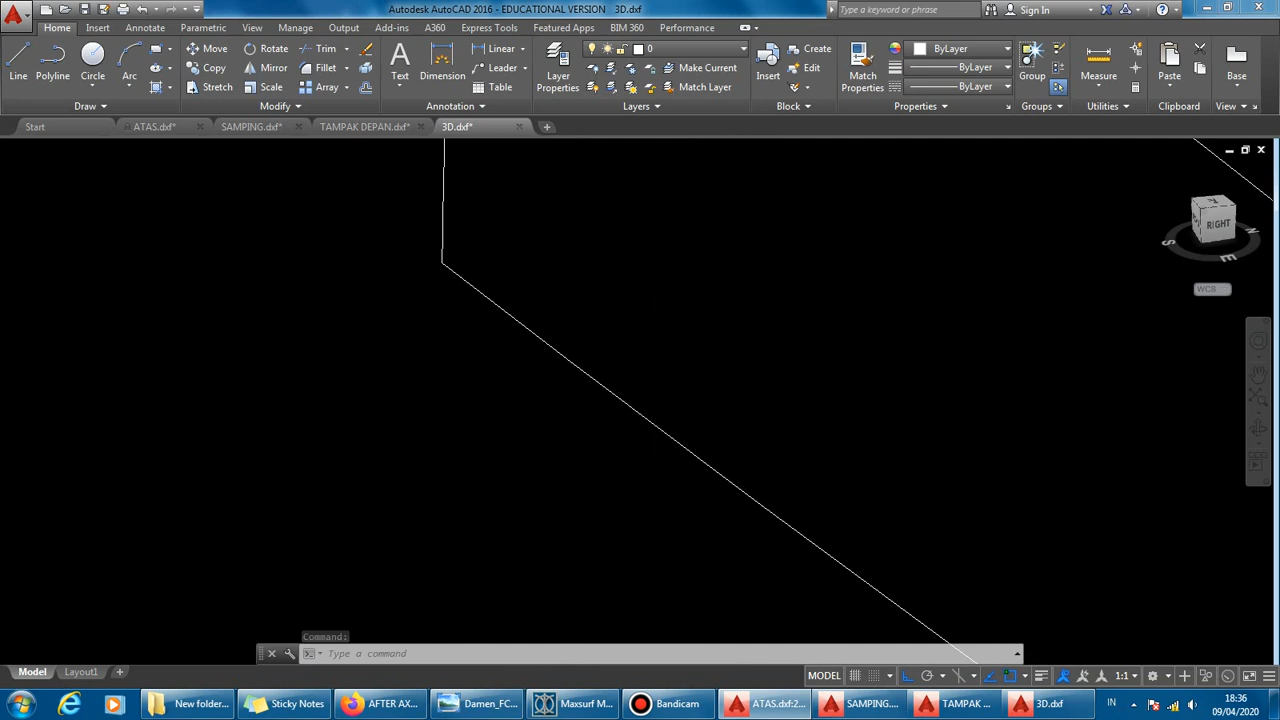 Autodesk AutoCAD 2016 - EDUCATIONAL VERSION 3D.dxf
Type a keyword or phrase
Sign In
Home Insert Annotate Parametric View Manage Output Add-ins A360 Express Tools Featured Apps BIM 360 Performance
Line Polyline Circle Arc
Move Rotate Trim
Copy Mirror Fillet
Stretch Scale Array
Text Dimension
Linear
Leader
Table
Layer Properties
0
Make Current
Match Layer
Insert
Create
Edit
Match Properties
ByLayer
ByLayer
ByLayer
Group
Measure
Paste
Base
Draw Modify Annotation Layers Block Properties Groups Utilities Clipboard View
Start ATAS.dxf* SAMPING.dxf* TAMPAK DEPAN.dxf* 3D.dxf*
RIGHT
S E N
WCS
Command:
Type a command
Model Layout1
MODEL 1:1
New folder... Sticky Notes AFTER AX... Damen_FC... Maxsurf M... Bandicam ATAS.dxf:2... SAMPING.... TAMPAK ... 3D.dxf
IN
18:36
09/04/2020